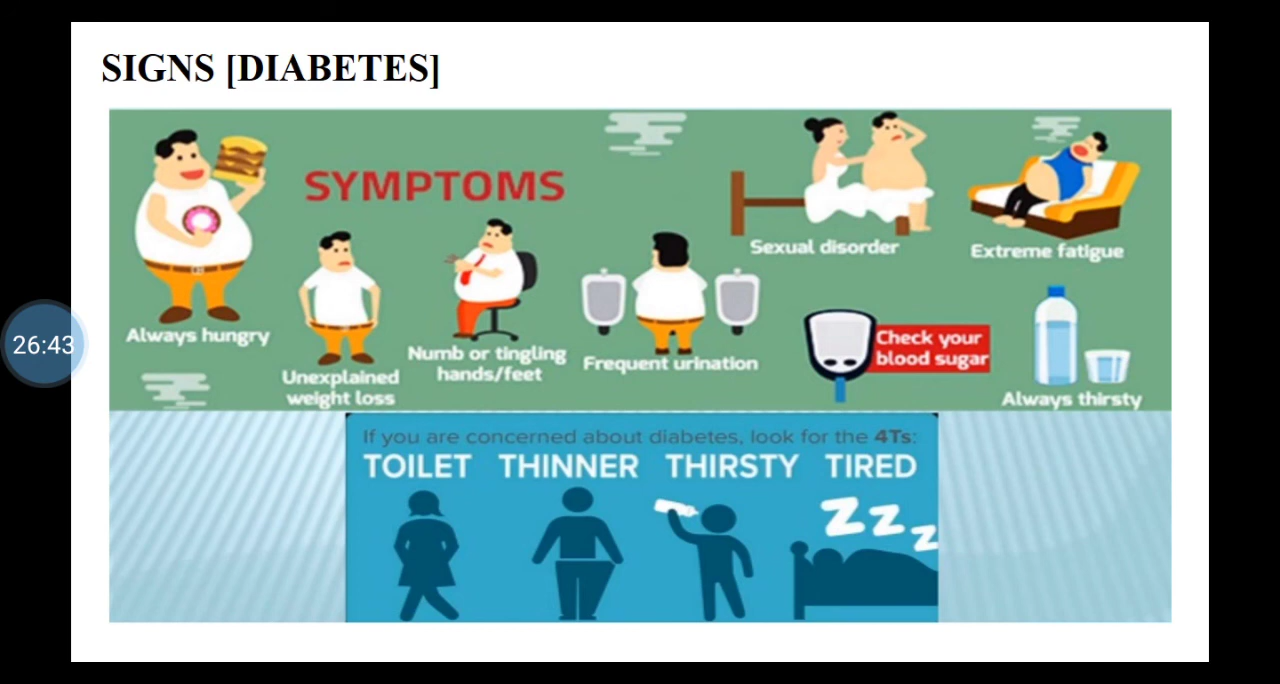 SIGNS [DIABETES]
SYMPTOMS
Sexual disorder
Extreme fatigue
Always hungry
Unexplained
weight loss
Numb or tingling
hands/feet
Frequent urination
Check your
blood sugar
Always thirsty
26:43
If you are concerned about diabetes, look for the 4Ts:
TOILET THINNER THIRSTY TIRED
ZZZ